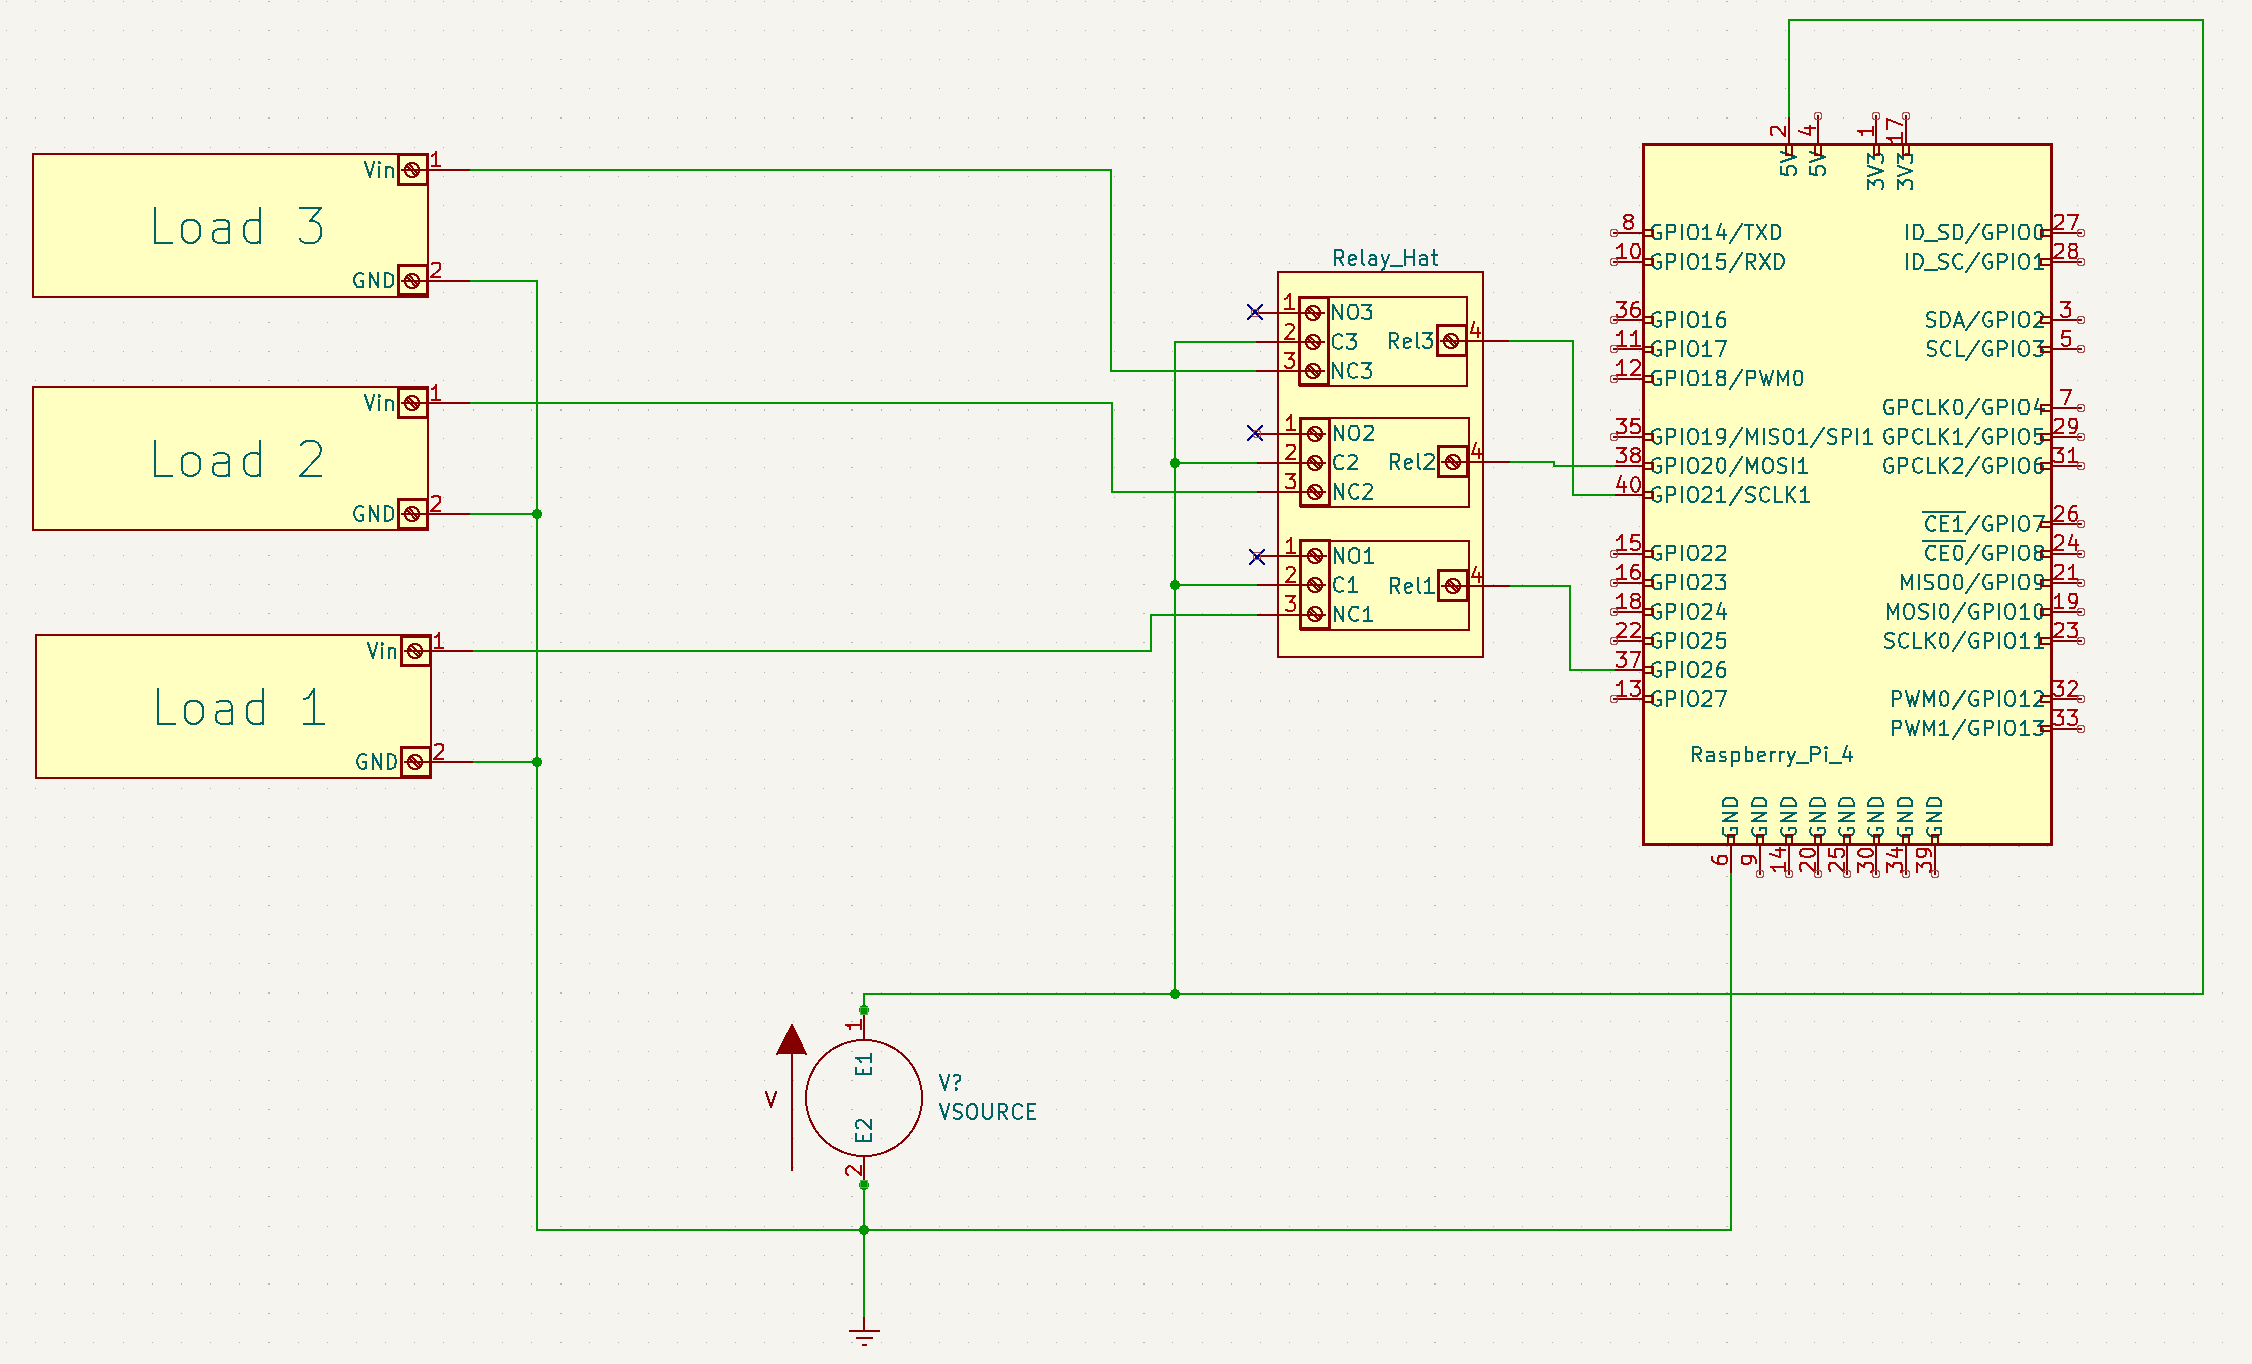 Load 3
Vin 1
GND 2
Load 2
Vin 1
GND 2
Load 1
Vin 1
GND 2
Relay_Hat
1 NO3
2 C3
3 NC3
Rel3 4
1 NO2
2 C2
3 NC2
Rel2 4
1 NO1
2 C1
3 NC1
Rel1 4
2 5V
4 5V
1 3V3
17 3V3
8 GPIO14/TXD
10 GPIO15/RXD
36 GPIO16
11 GPIO17
12 GPIO18/PWM0
35 GPIO19/MISO1/SPI1
38 GPIO20/MOSI1
40 GPIO21/SCLK1
15 GPIO22
16 GPIO23
18 GPIO24
22 GPIO25
37 GPIO26
13 GPIO27
ID_SD/GPIO0 27
ID_SC/GPIO1 28
SDA/GPIO2 3
SCL/GPIO3 5
GPCLK0/GPIO4 7
GPCLK1/GPIO5 29
GPCLK2/GPIO6 31
CE1/GPIO7 26
CE0/GPIO8 24
MISO0/GPIO9 21
MOSI0/GPIO10 19
SCLK0/GPIO11 23
PWM0/GPIO12 32
PWM1/GPIO13 33
Raspberry_Pi_4
GND 6
GND 9
GND 14
GND 20
GND 25
GND 30
GND 34
GND 39
1
E1
V
E2
2
V?
VSOURCE